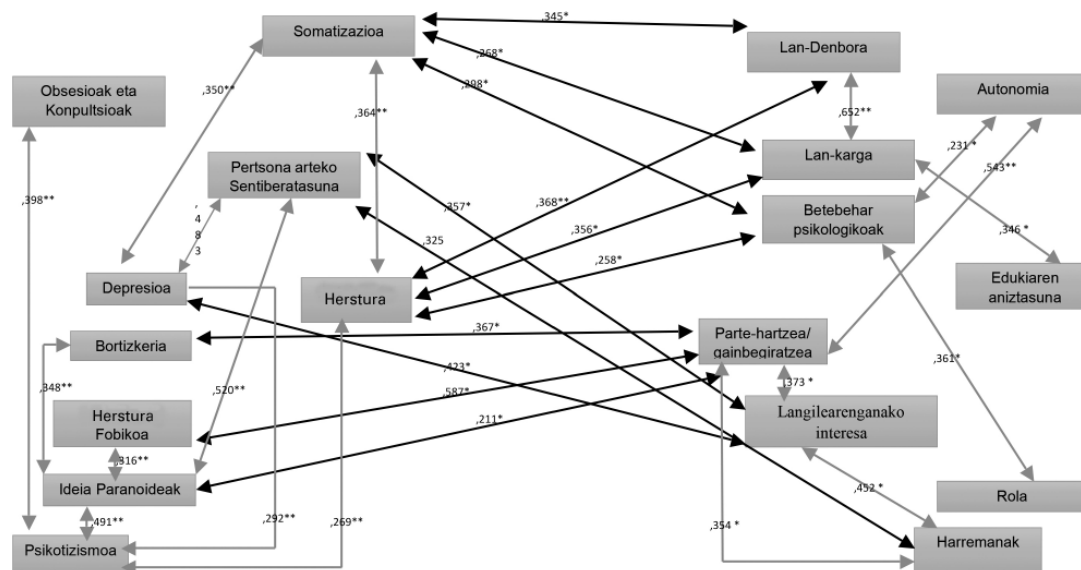 Somatizazioa
,345*
Lan-Denbora
,268*
,298*
Obsesioak eta
Konpultsioak
,350**
,364**
,652**
Autonomia
Pertsona arteko
Sentiberatasuna
Lan-karga
,231 *
,543**
,398**
,483
,357*
,368**
,325
,356*
Betebehar
psikologikoak
,346 *
,258*
Depresioa
Herstura
Edukiaren
aniztasuna
Bortizkeria
,367*
Parte-hartzea/
gainbegiratzea
,348**
,520**
,423*
,587*
,373 *
,361*
Herstura
Fobikoa
,211*
Langilearenganako
interesa
,316**
Ideia Paranoideak
,452 *
Rola
,491**
,292**
,269**
,354 *
Psikotizismoa
Harremanak